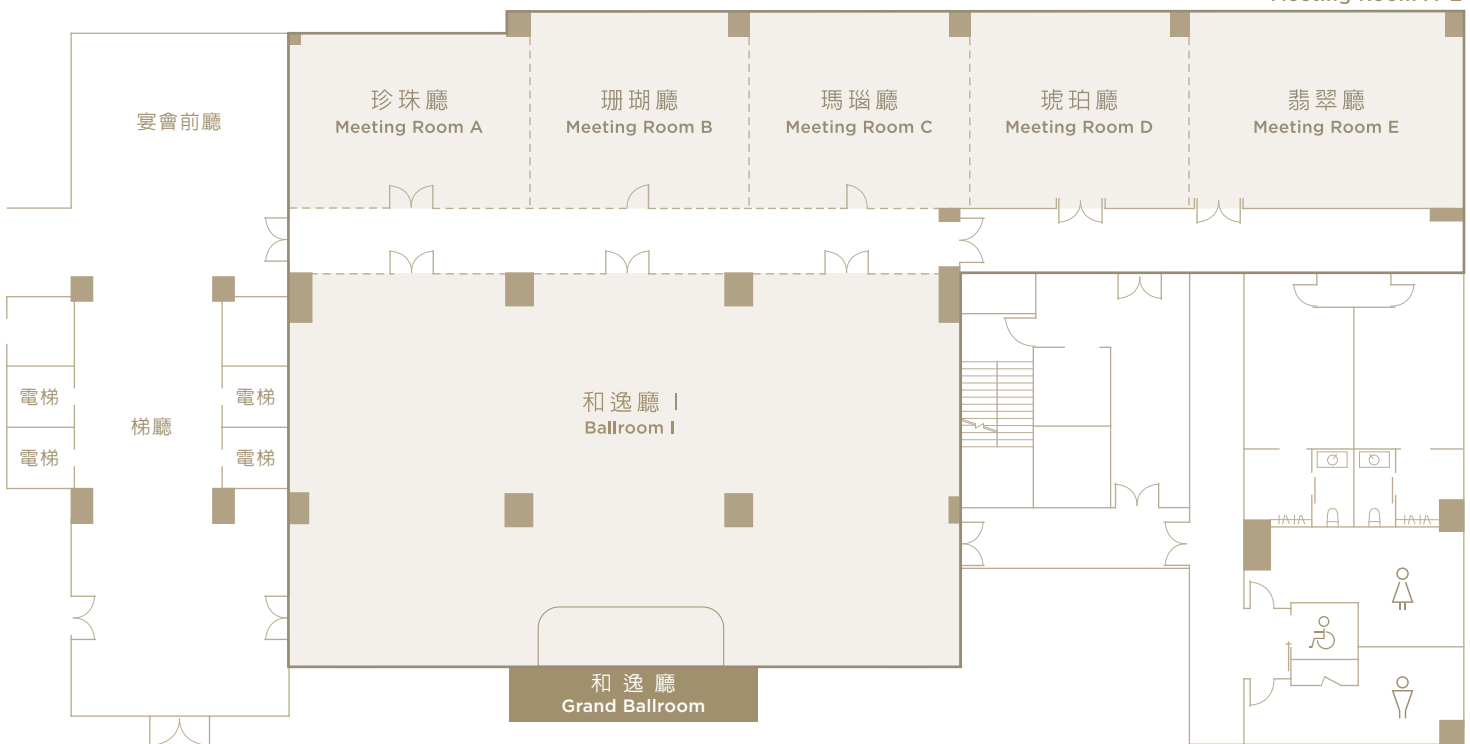 珍珠廳
Meeting Room A
珊瑚廳
Meeting Room B
瑪瑙廳
Meeting Room C
琥珀廳
Meeting Room D
翡翠廳
Meeting Room E
宴會前廳
電梯
電梯
梯廳
電梯
電梯
和逸廳 I
Ballroom I
和逸廳
Grand Ballroom